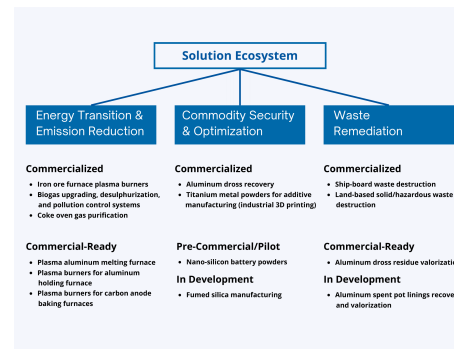 Solution Ecosystem
Energy Transition &
Emission Reduction
Commercialized
• Iron ore furnace plasma burners
• Biogas upgrading, desulphurization,
and pollution control systems
• Coke oven gas purification
Commercial-Ready
• Plasma aluminum melting furnace
• Plasma burners for aluminum
holding furnace
• Plasma burners for carbon anode
baking furnaces
Commodity Security
& Optimization
Commercialized
• Aluminum dross recovery
• Titanium metal powders for additive
manufacturing (industrial 3D printing)
Pre-Commercial/Pilot
• Nano-silicon battery powders
In Development
• Fumed silica manufacturing
Waste
Remediation
Commercialized
• Ship-board waste destruction
• Land-based solid/hazardous waste
destruction
Commercial-Ready
• Aluminum dross residue
In Development
• Aluminum spent pot linings
and valorization